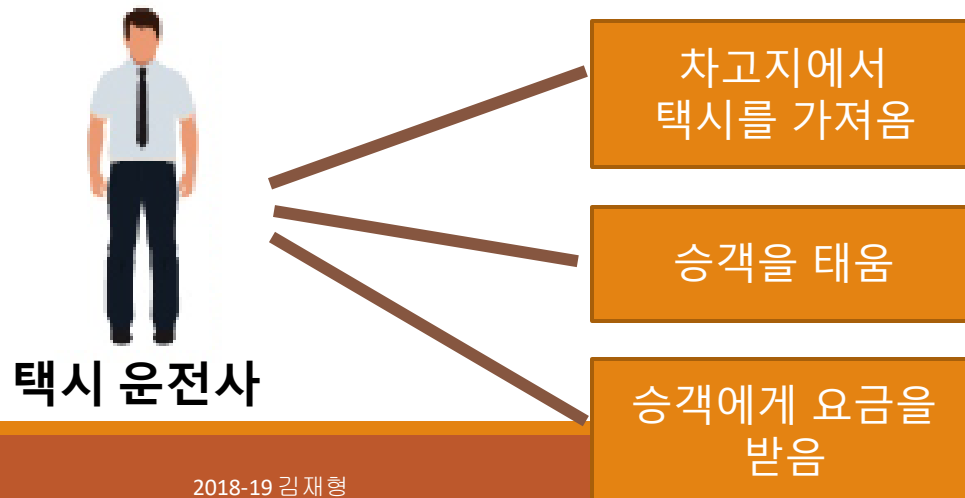 차고지에서
택시를 가져옴
승객을 태움
택시 운전사
승객에게 요금을
받음
2018-19 김재형